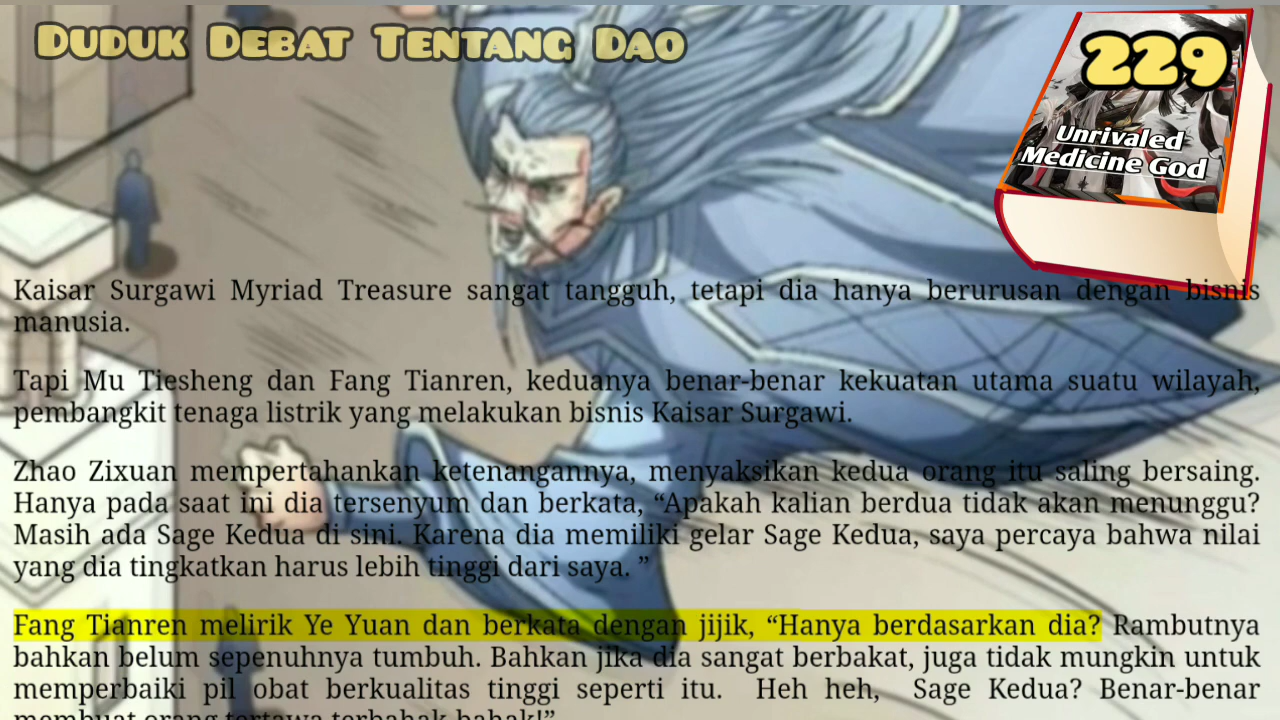 Duduk Debat Tentang Dao
229
Unrivaled
Medicine God
Kaisar Surgawi Myriad Treasure sangat tangguh, tetapi dia hanya berurusan dengan bisnis
manusia.
Tapi Mu Tiesheng dan Fang Tianren, keduanya benar-benar kekuatan utama suatu wilayah,
pembangkit tenaga listrik yang melakukan bisnis Kaisar Surgawi.
Zhao Zixuan mempertahankan ketenangannya, menyaksikan kedua orang itu saling bersaing.
Hanya pada saat ini dia tersenyum dan berkata, “Apakah kalian berdua tidak akan menunggu?
Masih ada Sage Kedua di sini. Karena dia memiliki gelar Sage Kedua, saya percaya bahwa nilai
yang dia tingkatkan harus lebih tinggi dari saya. ”
Fang Tianren melirik Ye Yuan dan berkata dengan jijik, “Hanya berdasarkan dia? Rambutnya
bahkan belum sepenuhnya tumbuh. Bahkan jika dia sangat berbakat, juga tidak mungkin untuk
memperbaiki pil obat berkualitas tinggi seperti itu. Heh heh, Sage Kedua? Benar-benar
membuat orang tertawa terbahak-bahak!”